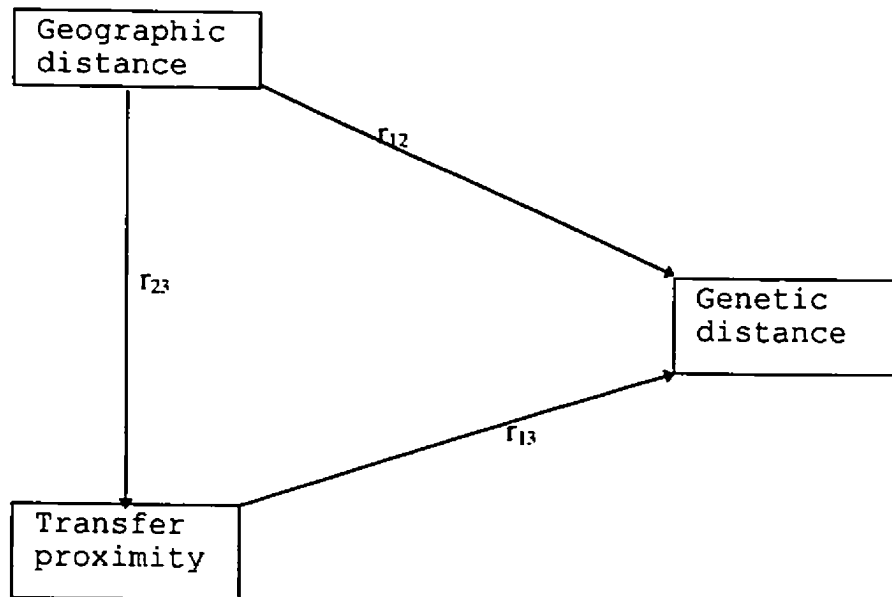 Geographic
distance
r12
r23
Genetic
distance
r13
Transfer
proximity